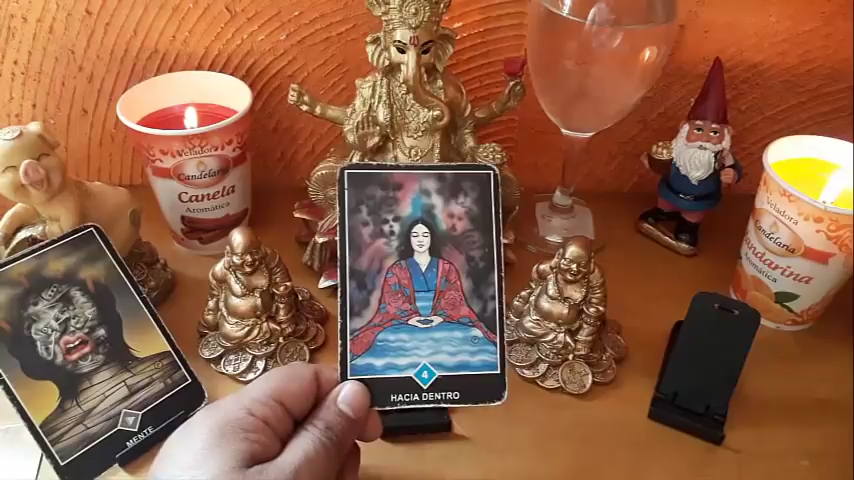 Veladora
Candelaria
Canela
Aromática
Veladora
Candelaria
Mandarina
Aromática
4
HACIA DENTRO
MENTE